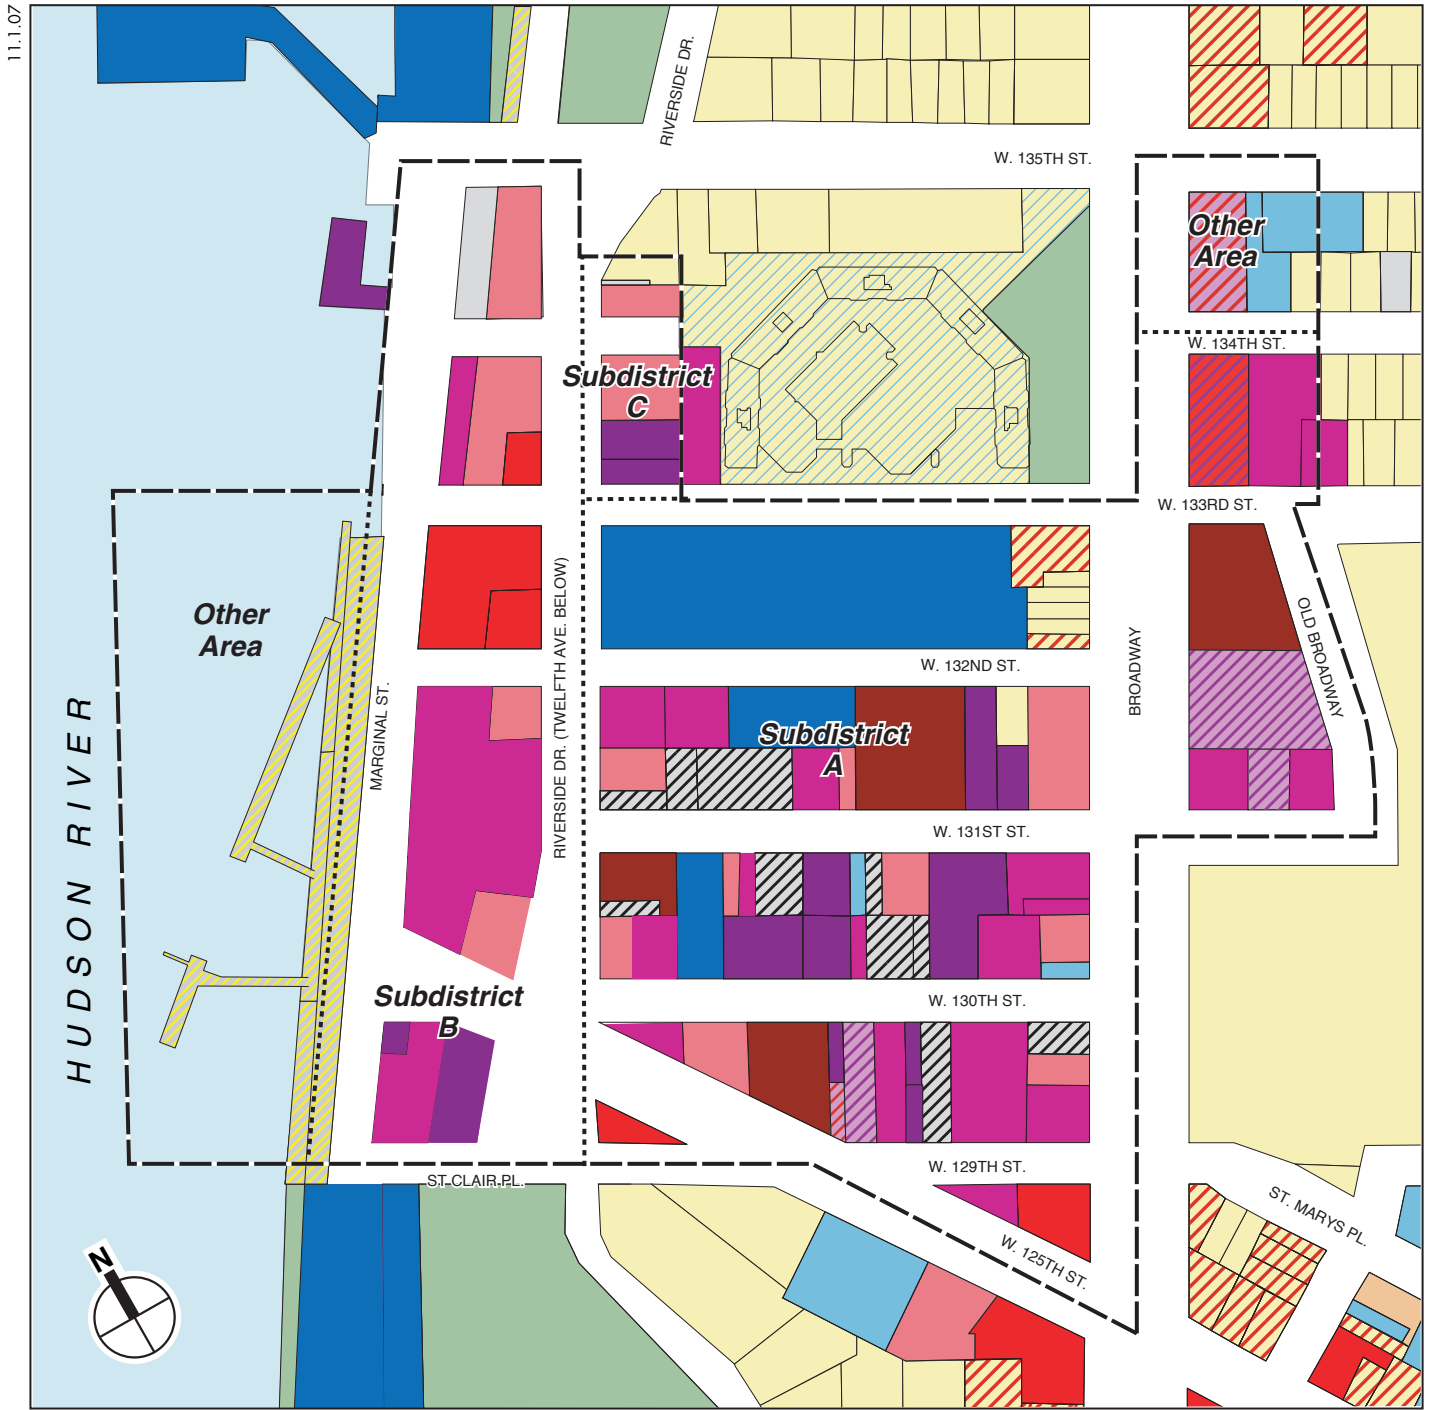 11.1.07
RIVERSIDE DR.
W. 135TH ST.
Other
Area
W. 134TH ST.
Subdistrict
C
W. 133RD ST.
Other
Area
RIVERSIDE DR. (TWELFTH AVE. BELOW)
OLD BROADWAY
BROADWAY
W. 132ND ST.
MARGINAL ST.
HUDSON RIVER
Subdistrict
A
W. 131ST ST.
Subdistrict
B
W. 130TH ST.
W. 129TH ST.
ST CLAIR PL.
ST. MARYS PL.
W. 125TH ST.
N